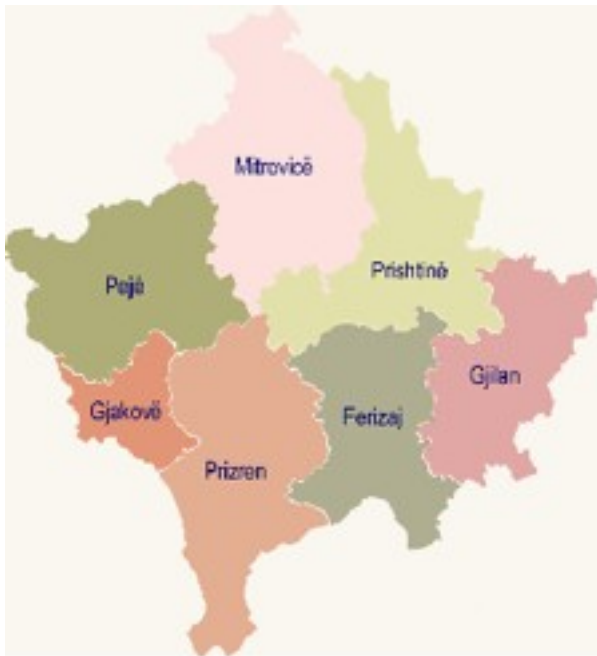 Mitrovicë
Prishtinë
Pejë
Gjilan
Gjakovë
Ferizaj
Prizren